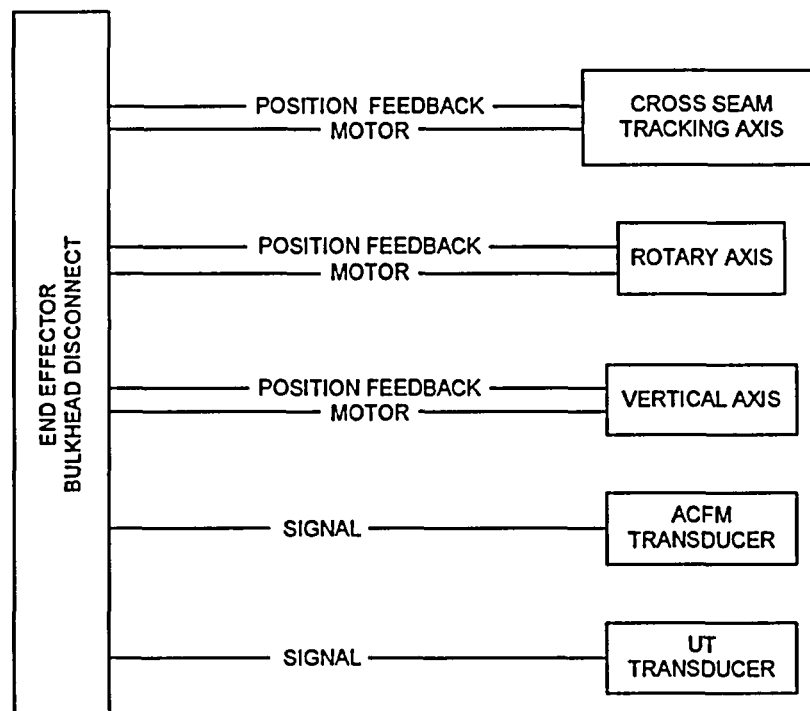 END EFFECTOR
BULKHEAD DISCONNECT
POSITION FEEDBACK
MOTOR
CROSS SEAM
TRACKING AXIS
POSITION FEEDBACK
MOTOR
ROTARY AXIS
POSITION FEEDBACK
MOTOR
VERTICAL AXIS
SIGNAL
ACFM
TRANSDUCER
SIGNAL
UT
TRANSDUCER